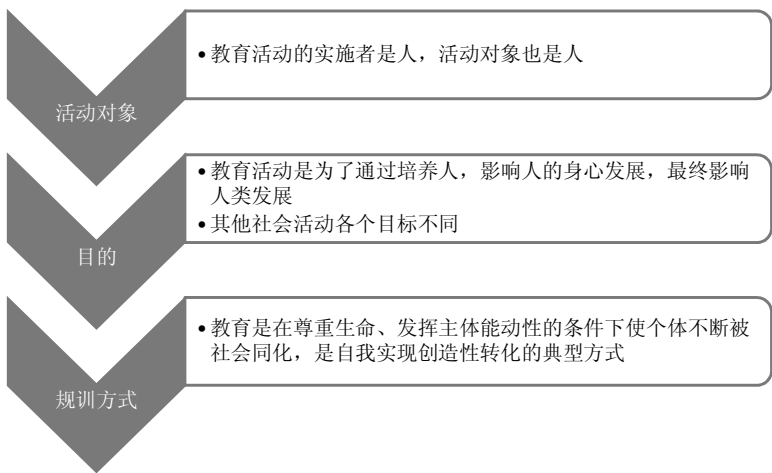 活动对象
•教育活动的实施者是人，活动对象也是人
目的
•教育活动是为了通过培养人，影响人的身心发展，最终影响
人类发展
•其他社会活动各个目标不同
规训方式
•教育是在尊重生命、发挥主体能动性的条件下使个体不断被
社会同化，是自我实现创造性转化的典型方式